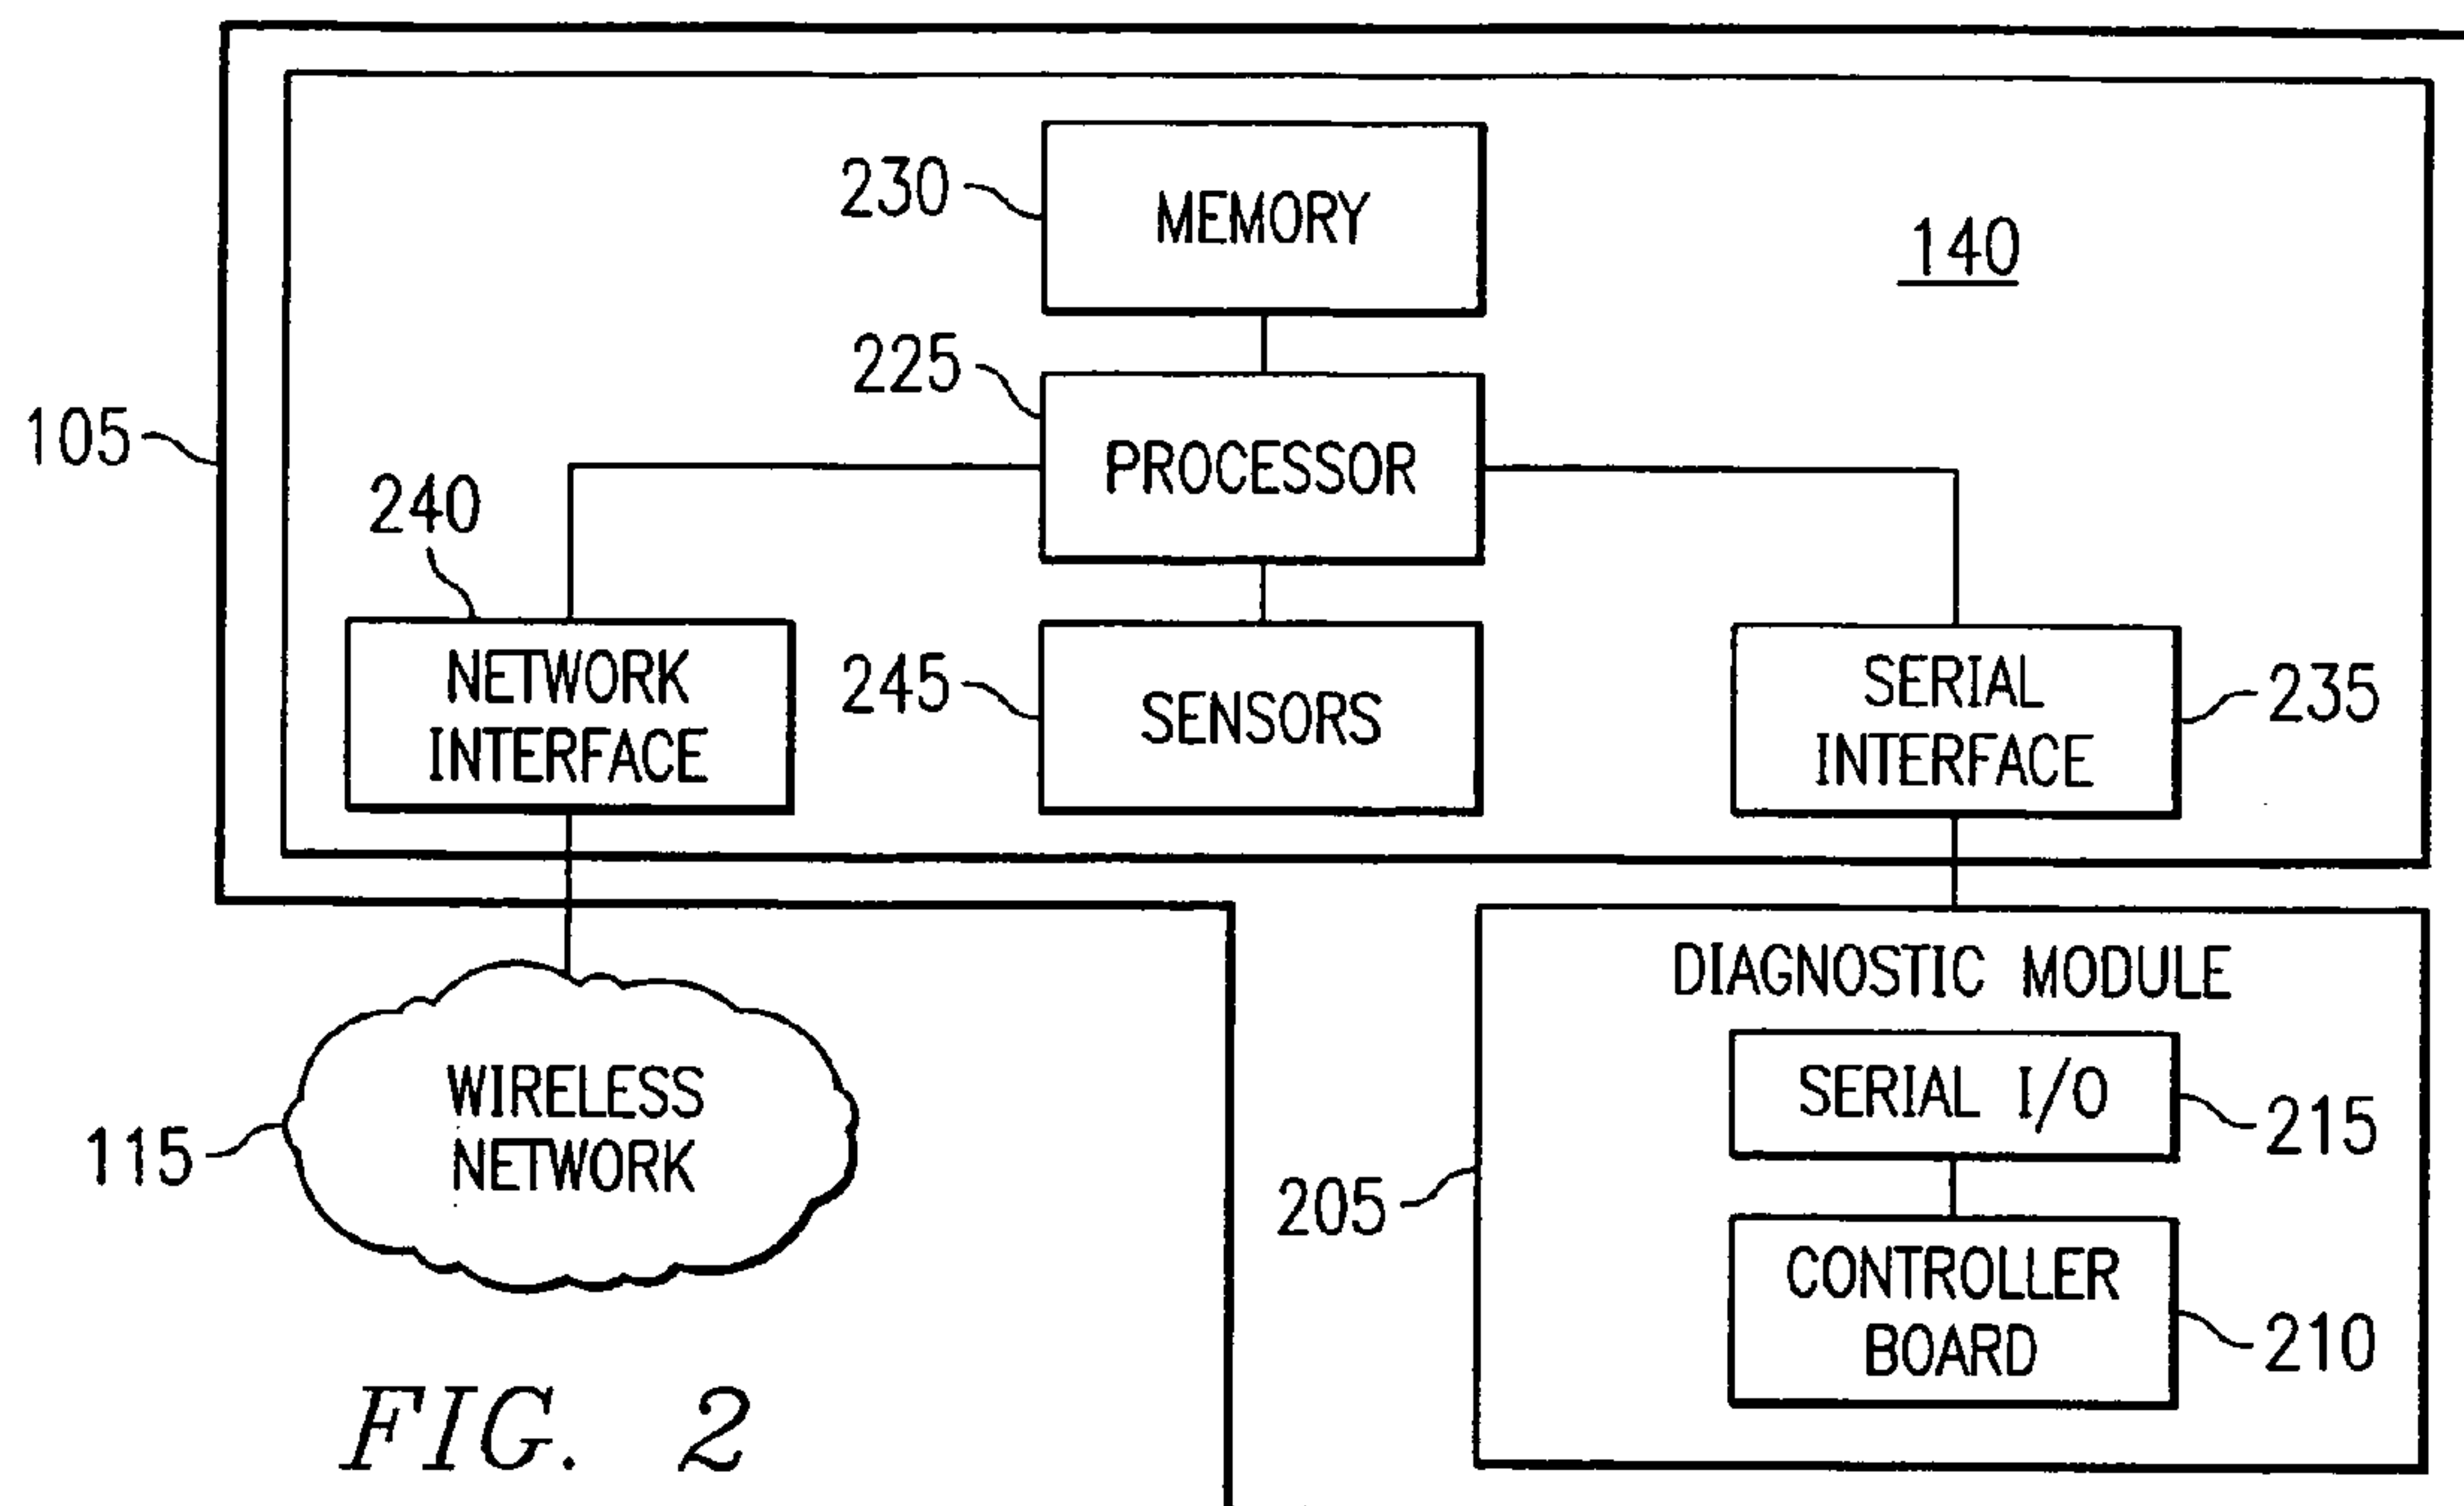 230
MEMORY
140
225
PROCESSOR
105
240
NETWORK
INTERFACE
245
SENSORS
SERIAL
INTERFACE
235
DIAGNOSTIC MODULE
SERIAL I/O
215
205
CONTROLLER
BOARD
210
WIRELESS
NETWORK
115
FIG. 2